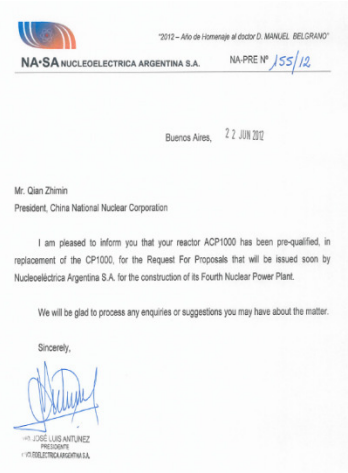 "2012 – Año de Homenaje al doctor D. MANUEL BELGRANO"
NA•SA NUCLEOELECTRICA ARGENTINA S.A.
NA-PRE Nº 155/12
Buenos Aires, 22 JUN 2012
Mr. Qian Zhimin
President, China National Nuclear Corporation
I am pleased to inform you that your reactor ACP1000 has been pre-qualified, in
replacement of the CP1000, for the Request For Proposals that will be issued soon by
Nucleoeléctrica Argentina S.A. for the construction of its Fourth Nuclear Power Plant.
We will be glad to process any enquiries or suggestions you may have about the matter.
Sincerely,
JOSÉ LUIS ANTUNEZ
PRESIDENTE
NUCLEOELECTRICA ARGENTINA S.A.